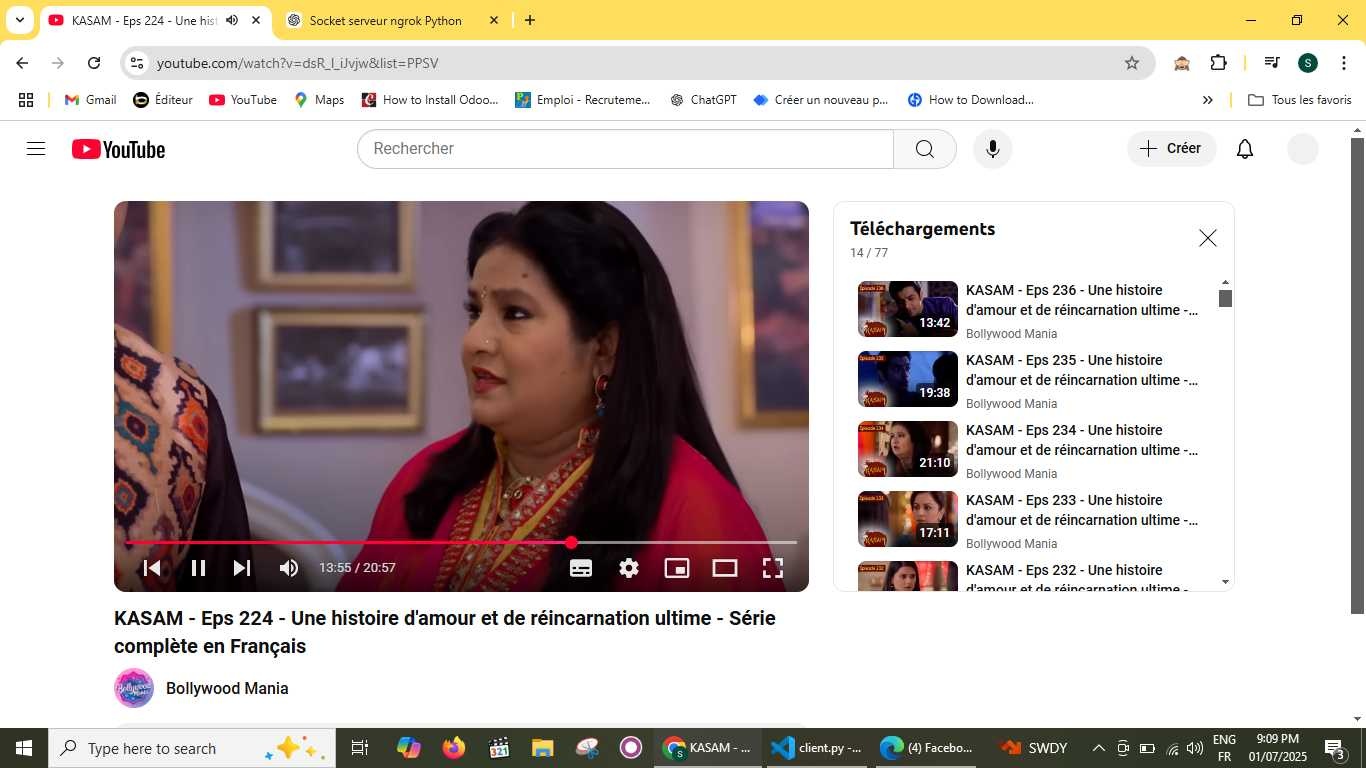 KASAM - Eps 224 - Une hist
Socket serveur ngrok Python
youtube.com/watch?v=dsR_l_iJvjw&list=PPSV
S
Gmail
Éditeur
YouTube
Maps
How to Install Odoo...
Emploi - Recruteme...
ChatGPT
Créer un nouveau p...
How to Download...
Tous les favoris
YouTube
Rechercher
Créer
Téléchargements
14 / 77
KASAM - Eps 236 - Une histoire
d'amour et de réincarnation ultime -...
Bollywood Mania
13:42
KASAM - Eps 235 - Une histoire
d'amour et de réincarnation ultime -...
Bollywood Mania
19:38
KASAM - Eps 234 - Une histoire
d'amour et de réincarnation ultime -...
Bollywood Mania
21:10
KASAM - Eps 233 - Une histoire
d'amour et de réincarnation ultime -...
Bollywood Mania
17:11
KASAM - Eps 232 - Une histoire
d'amour et de réincarnation ultime -...
13:55 / 20:57
KASAM - Eps 224 - Une histoire d'amour et de réincarnation ultime - Série
complète en Français
Bollywood Mania
Type here to search
KASAM - ...
client.py -...
(4) Facebo...
SWDY
ENG
FR
9:09 PM
01/07/2025
3